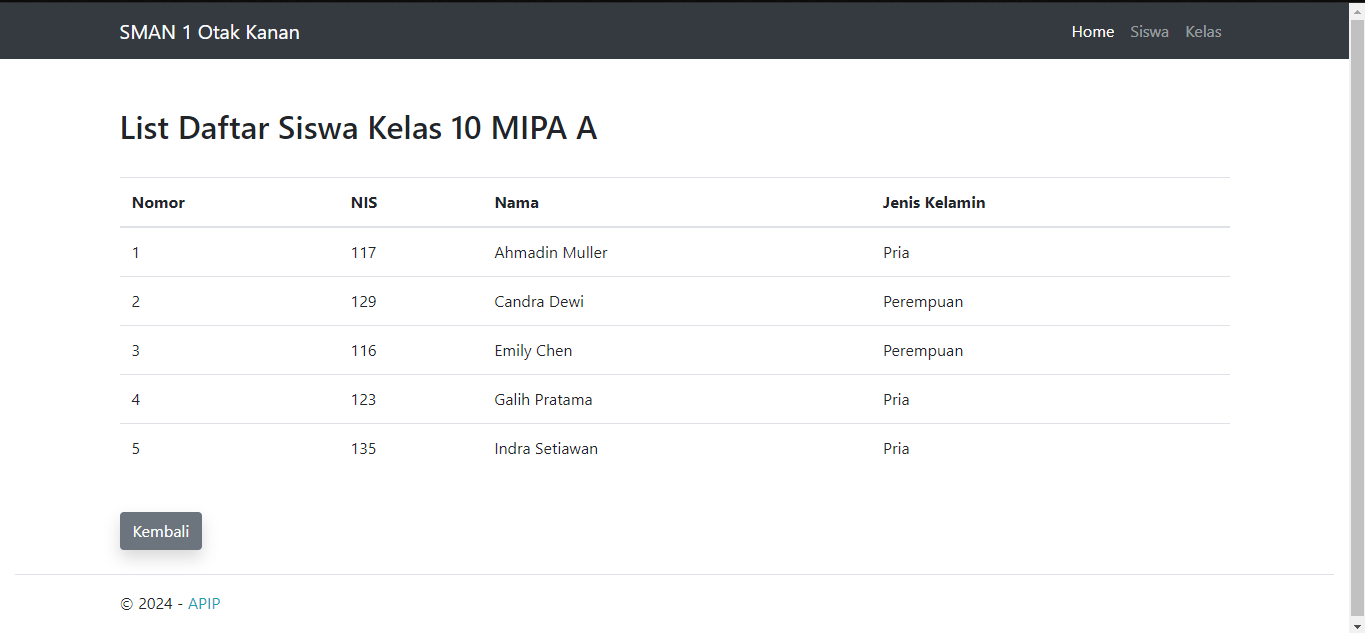 SMAN 1 Otak Kanan Home Siswa Kelas
List Daftar Siswa Kelas 10 MIPA A
Nomor NIS Nama Jenis Kelamin
1 117 Ahmadin Muller Pria
2 129 Candra Dewi Perempuan
3 116 Emily Chen Perempuan
4 123 Galih Pratama Pria
5 135 Indra Setiawan Pria
Kembali
© 2024 - APIP